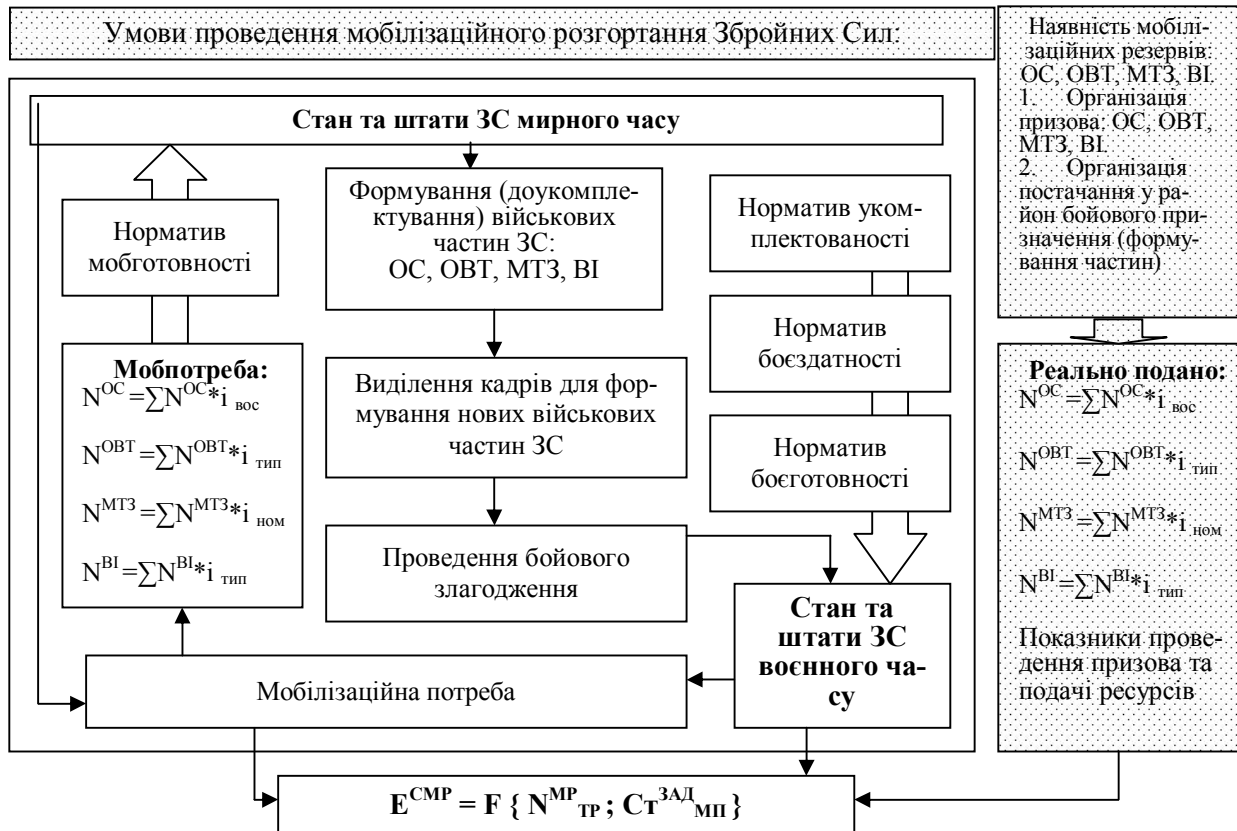 Умови проведення мобілізаційного розгортання Збройних Сил:
Стан та штати ЗС мирного часу
Норматив
мобготовності
Мобпотреба:
N^ОС =∑N^ОС*i вос
N^ОВТ =∑N^ОВТ*i тип
N^МТЗ =∑N^МТЗ*i ном
N^ВІ =∑N^ВІ*i тип
Формування (доукомпле-
ктування) військових
частин ЗС:
ОС, ОВТ, МТЗ, ВІ
Виділення кадрів для фор-
мування нових військових
частин ЗС
Проведення бойового
злагодження
Норматив уком-
плектованості
Норматив
боєздатності
Норматив
боєготовності
Стан та
штати ЗС
воєнного ча-
су
Мобілізаційна потреба
Наявність мобілі-
заційних резервів:
ОС, ОВТ, МТЗ, ВІ.
1. Організація
призова: ОС, ОВТ,
МТЗ, ВІ.
2. Організація
постачання у ра-
йон бойового при-
значення (форму-
вання частин)
Реально подано:
N^ОС =∑N^ОС*i вос
N^ОВТ =∑N^ОВТ*i тип
N^МТЗ =∑N^МТЗ*i ном
N^ВІ =∑N^ВІ*i тип
Показники прове-
дення призова та
подачі ресурсів
E^СМР = F { N^МР_ТР ; Ст^ЗАД_МП }